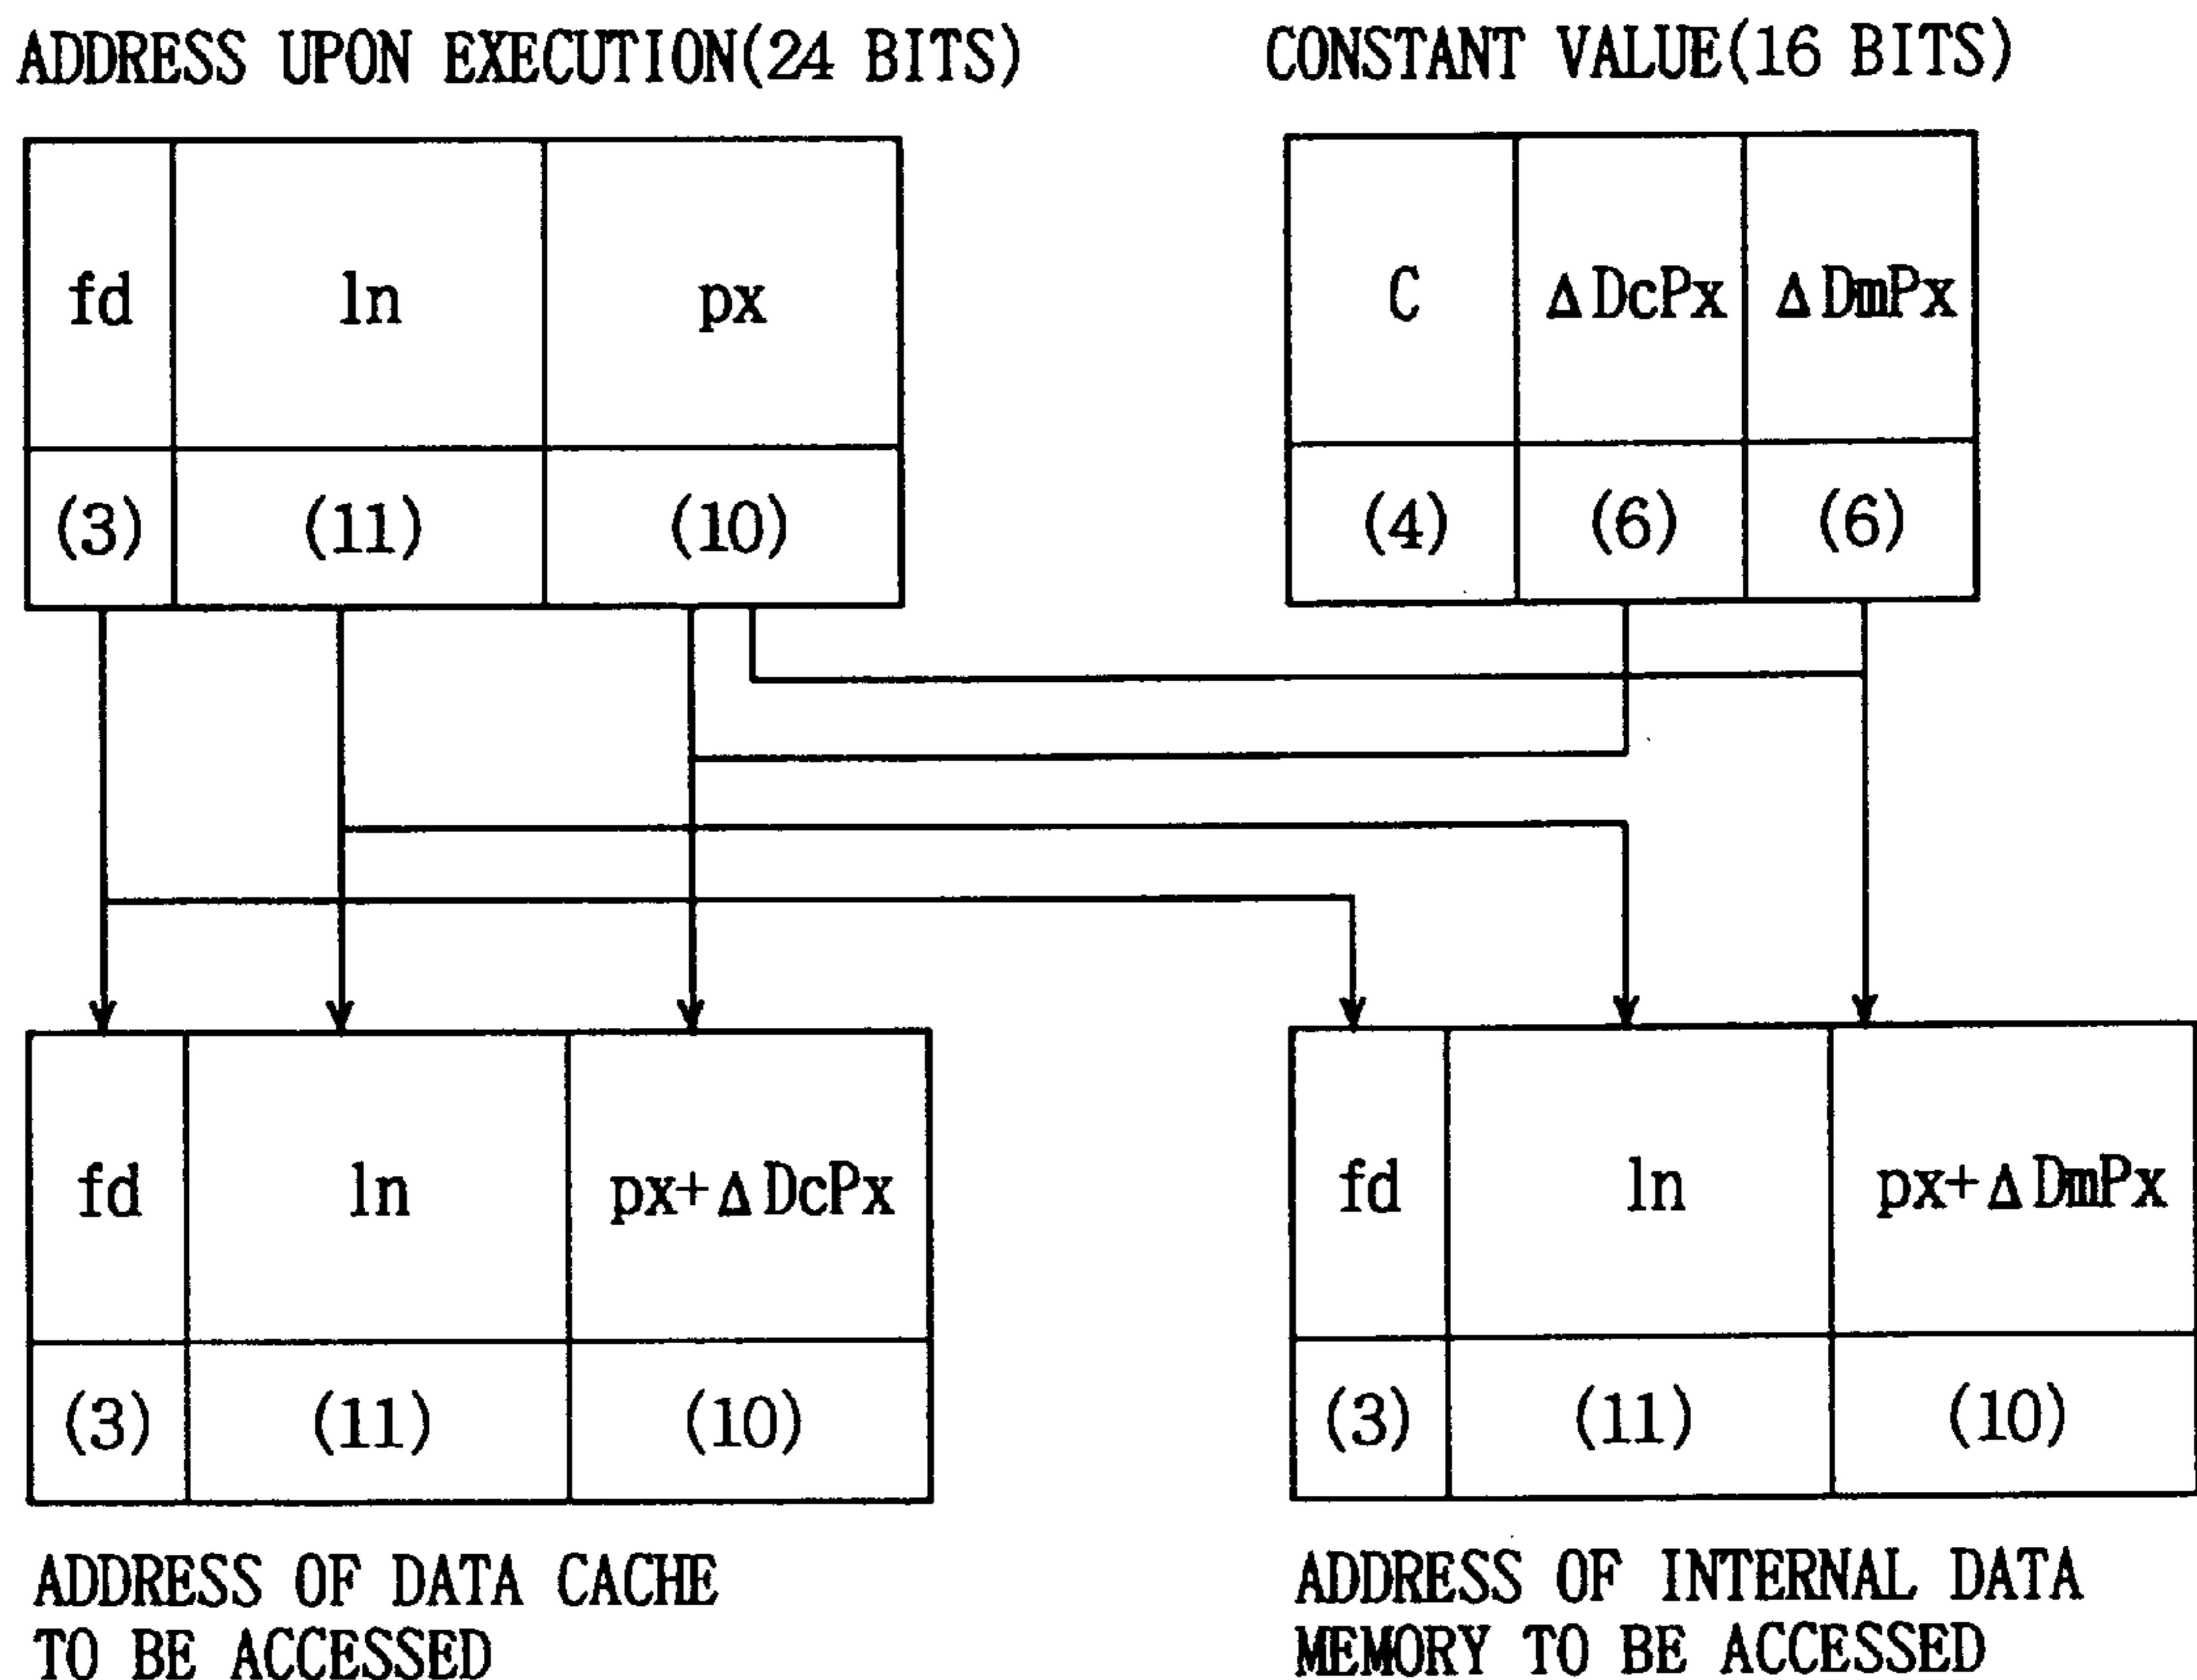 ADDRESS UPON EXECUTION(24 BITS)
fd ln px
(3) (11) (10)
CONSTANT VALUE(16 BITS)
C ΔDcPx ΔDmPx
(4) (6) (6)
fd ln px+ΔDcPx
(3) (11) (10)
ADDRESS OF DATA CACHE
TO BE ACCESSED
fd ln px+ΔDmPx
(3) (11) (10)
ADDRESS OF INTERNAL DATA
MEMORY TO BE ACCESSED